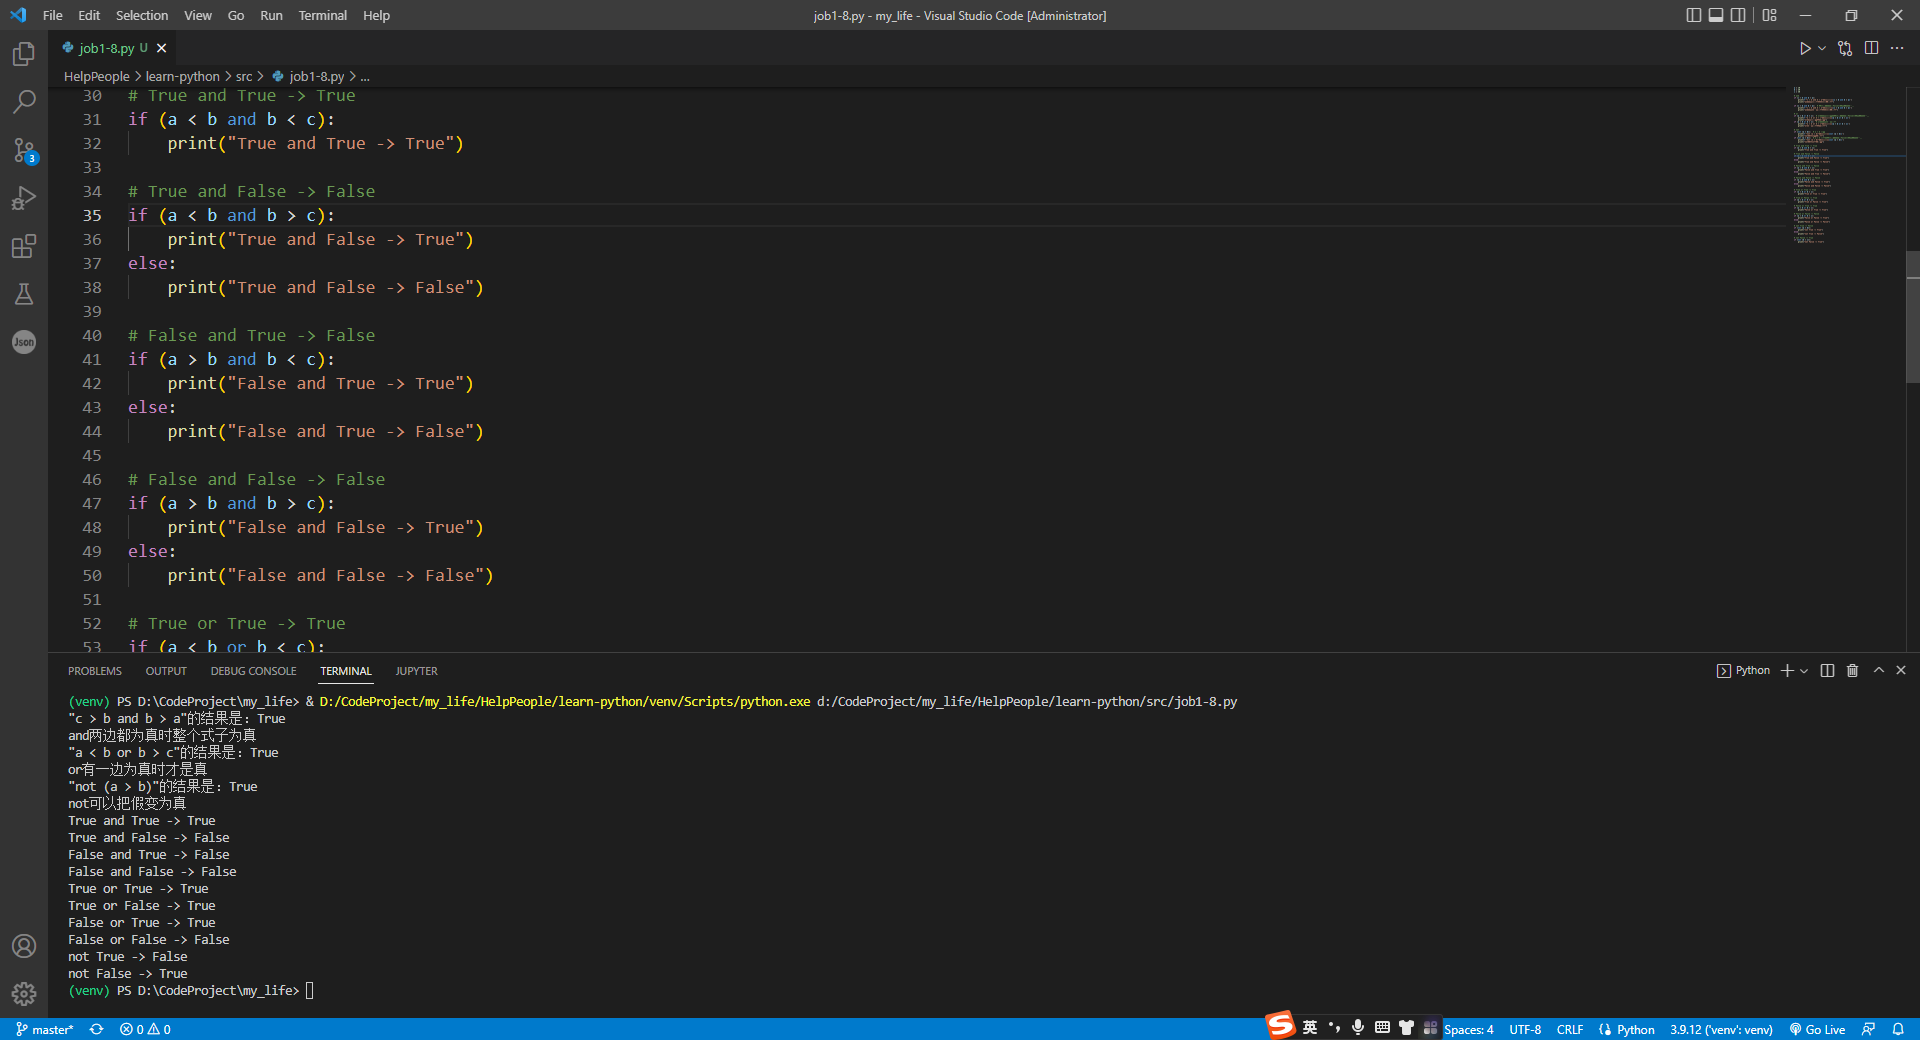 File Edit Selection View Go Run Terminal Help
job1-8.py - my_life - Visual Studio Code [Administrator]
job1-8.py U
HelpPeople > learn-python > src > job1-8.py > ...
30 # True and True -> True
31 if (a < b and b < c):
32 print("True and True -> True")
33
34 # True and False -> False
35 if (a < b and b > c):
36 print("True and False -> True")
37 else:
38 print("True and False -> False")
39
40 # False and True -> False
41 if (a > b and b < c):
42 print("False and True -> True")
43 else:
44 print("False and True -> False")
45
46 # False and False -> False
47 if (a > b and b > c):
48 print("False and False -> True")
49 else:
50 print("False and False -> False")
51
52 # True or True -> True
53 if (a < b or b < c):
3
Json
PROBLEMS OUTPUT DEBUG CONSOLE TERMINAL JUPYTER
Python
(venv) PS D:\CodeProject\my_life> & D:/CodeProject/my_life/HelpPeople/learn-python/venv/Scripts/python.exe d:/CodeProject/my_life/HelpPeople/learn-python/src/job1-8.py
"c > b and b > a"的结果是: True
and两边都为真时整个式子为真
"a < b or b > c"的结果是: True
or有一边为真时才是真
"not (a > b)"的结果是: True
not可以把假变为真
True and True -> True
True and False -> False
False and True -> False
False and False -> False
True or True -> True
True or False -> True
False or True -> True
False or False -> False
not True -> False
not False -> True
(venv) PS D:\CodeProject\my_life>
master* 0 0 英 Spaces: 4 UTF-8 CRLF Python 3.9.12 ('venv': venv) Go Live